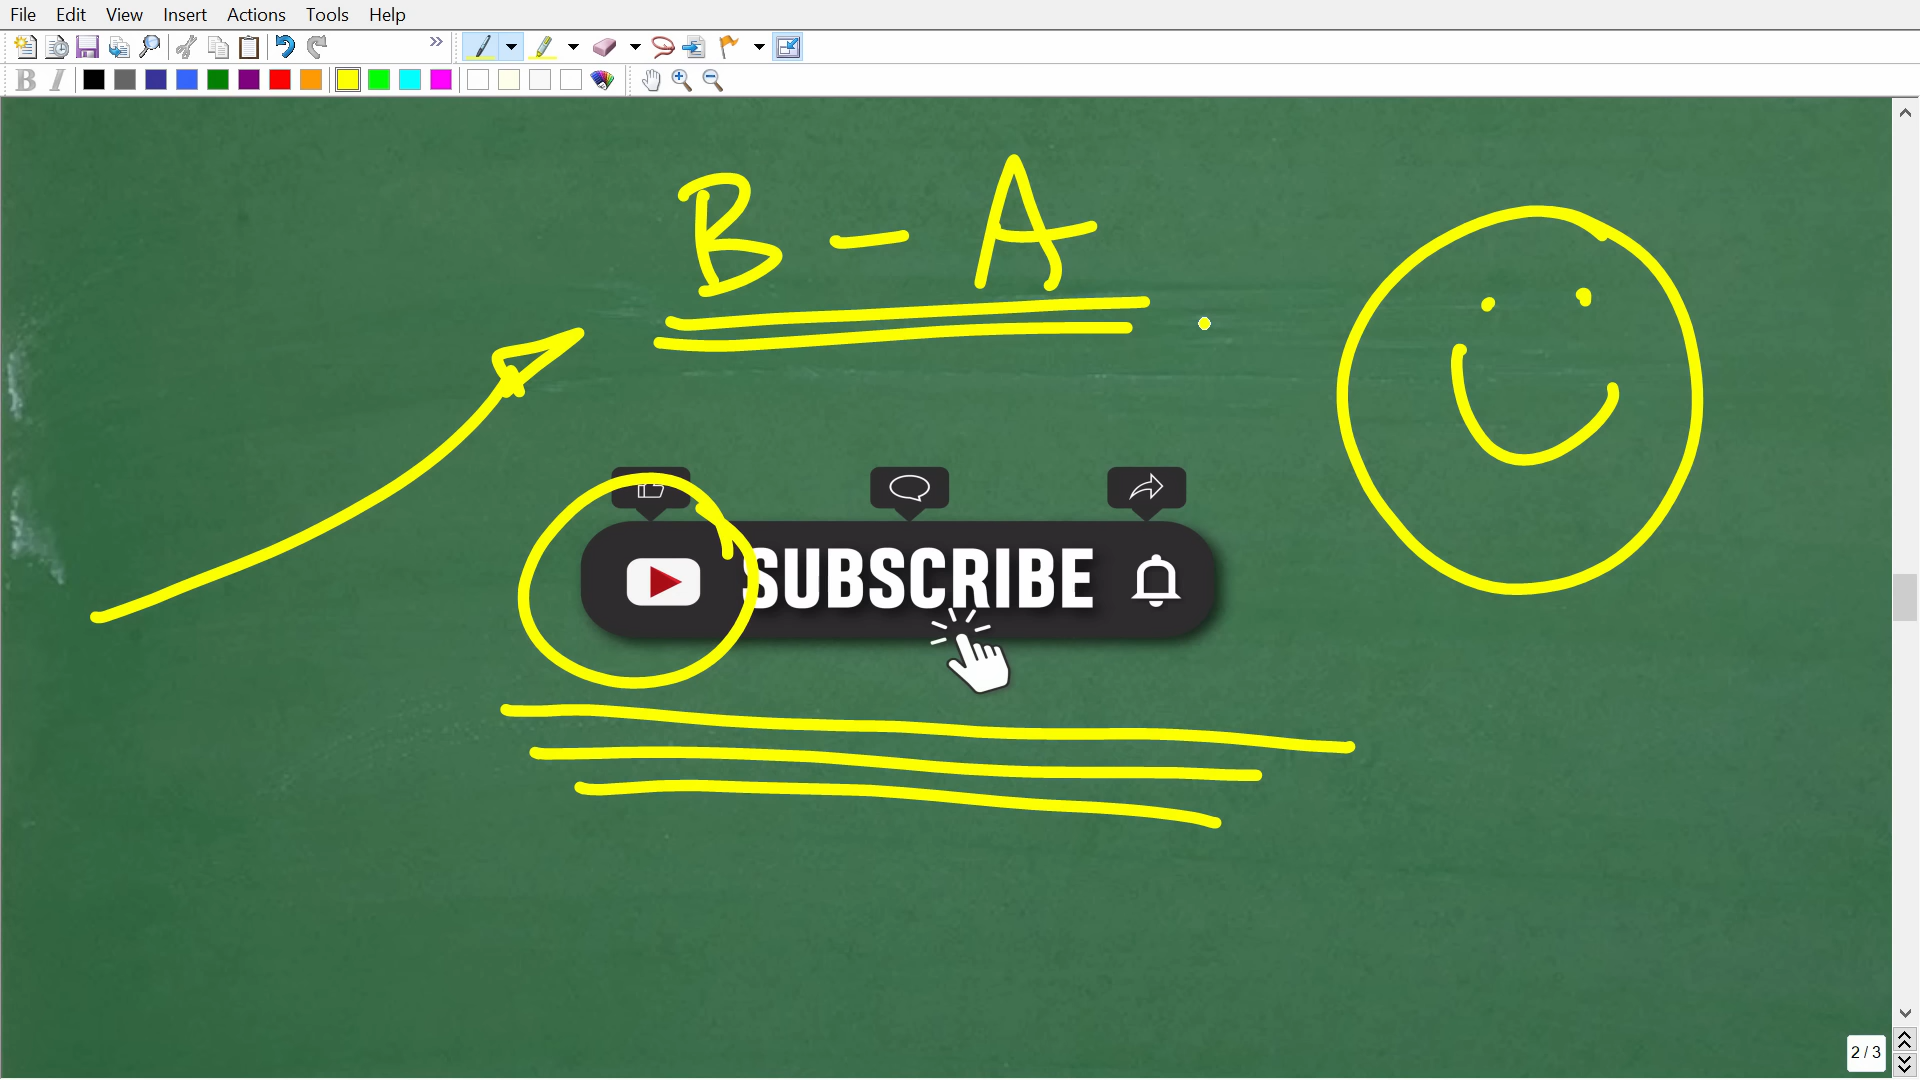 File Edit View Insert Actions Tools Help
B I
B - A
SUBSCRIBE
2 / 3